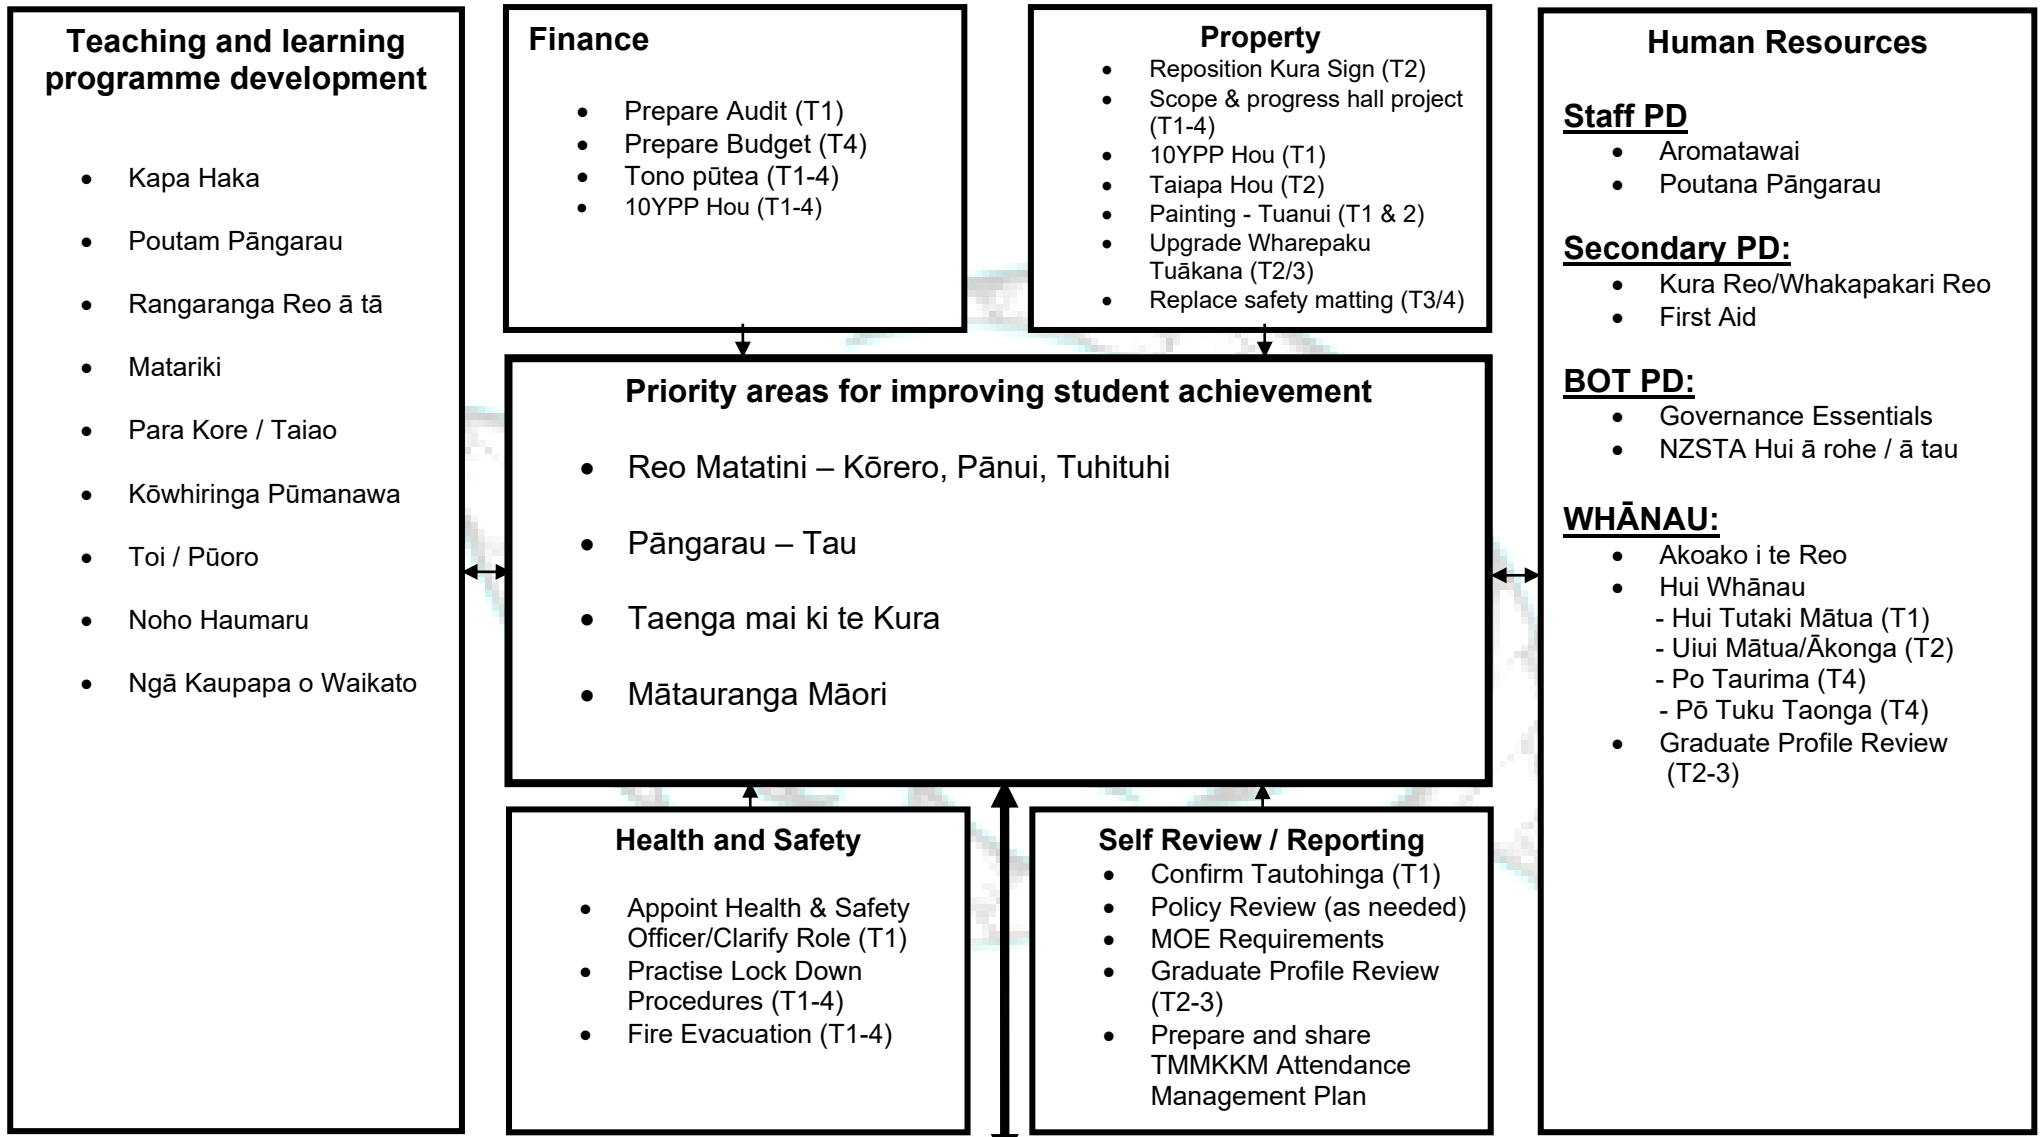 Teaching and learning
programme development
• Kapa Haka
• Poutam Pāngarau
• Rangaranga Reo ā tā
• Matariki
• Para Kore / Taiao
• Kōwhiringa Pūmanawa
• Toi / Pūoro
• Noho Haumaru
• Ngā Kaupapa o Waikato
Finance
• Prepare Audit (T1)
• Prepare Budget (T4)
• Tono pūtea (T1-4)
• 10YPP Hou (T1-4)
Property
• Reposition Kura Sign (T2)
• Scope & progress hall project
(T1-4)
• 10YPP Hou (T1)
• Taiapa Hou (T2)
• Painting - Tuanui (T1 & 2)
• Upgrade Wharepaku
Tuākana (T2/3)
• Replace safety matting (T3/4)
Priority areas for improving student achievement
• Reo Matatini – Kōrero, Pānui, Tuhituhi
• Pāngarau – Tau
• Taenga mai ki te Kura
• Mātauranga Māori
Health and Safety
• Appoint Health & Safety
Officer/Clarify Role (T1)
• Practise Lock Down
Procedures (T1-4)
• Fire Evacuation (T1-4)
Self Review / Reporting
• Confirm Tautohinga (T1)
• Policy Review (as needed)
• MOE Requirements
• Graduate Profile Review
(T2-3)
• Prepare and share
TMMKKM Attendance
Management Plan
Human Resources
Staff PD
• Aromatawai
• Poutana Pāngarau
Secondary PD:
• Kura Reo/Whakapakari Reo
• First Aid
BOT PD:
• Governance Essentials
• NZSTA Hui ā rohe / ā tau
WHĀNAU:
• Akoako i te Reo
• Hui Whānau
- Hui Tutaki Mātua (T1)
- Uiui Mātua/Ākonga (T2)
- Po Taurima (T4)
- Pō Tuku Taonga (T4)
• Graduate Profile Review
(T2-3)